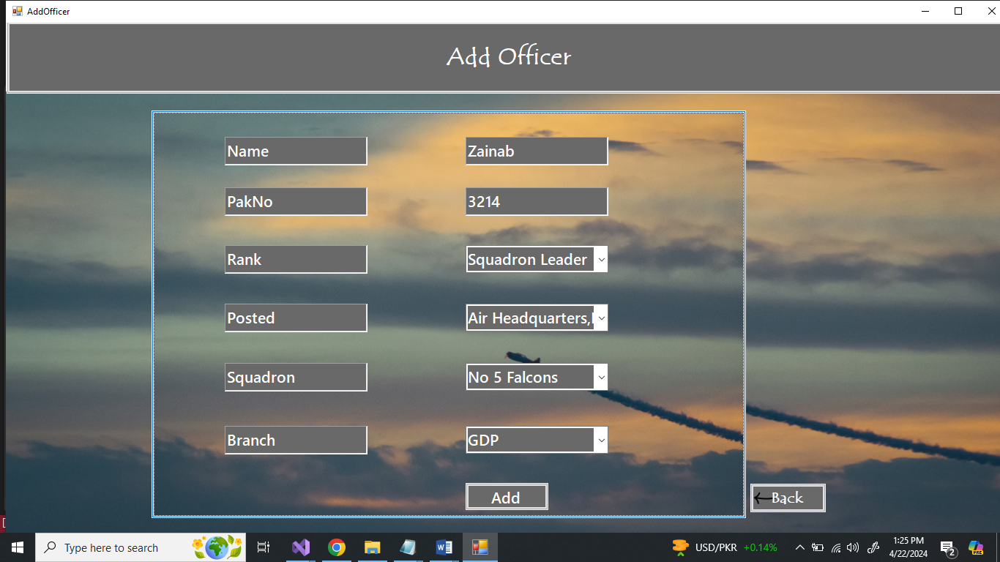 AddOfficer
Add Officer
Name Zainab
PakNo 3214
Rank Squadron Leader
Posted Air Headquarters,
Squadron No 5 Falcons
Branch GDP
Add
Back
Type here to search
USD/PKR +0.14%
1:25 PM
4/22/2024
2
PRE